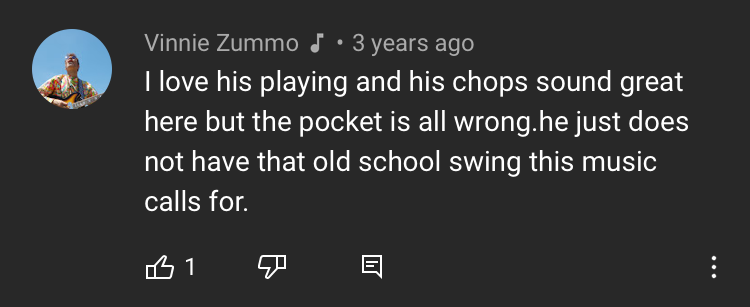 Vinnie Zummo ♪ • 3 years ago
I love his playing and his chops sound great
here but the pocket is all wrong.he just does
not have that old school swing this music
calls for.
1